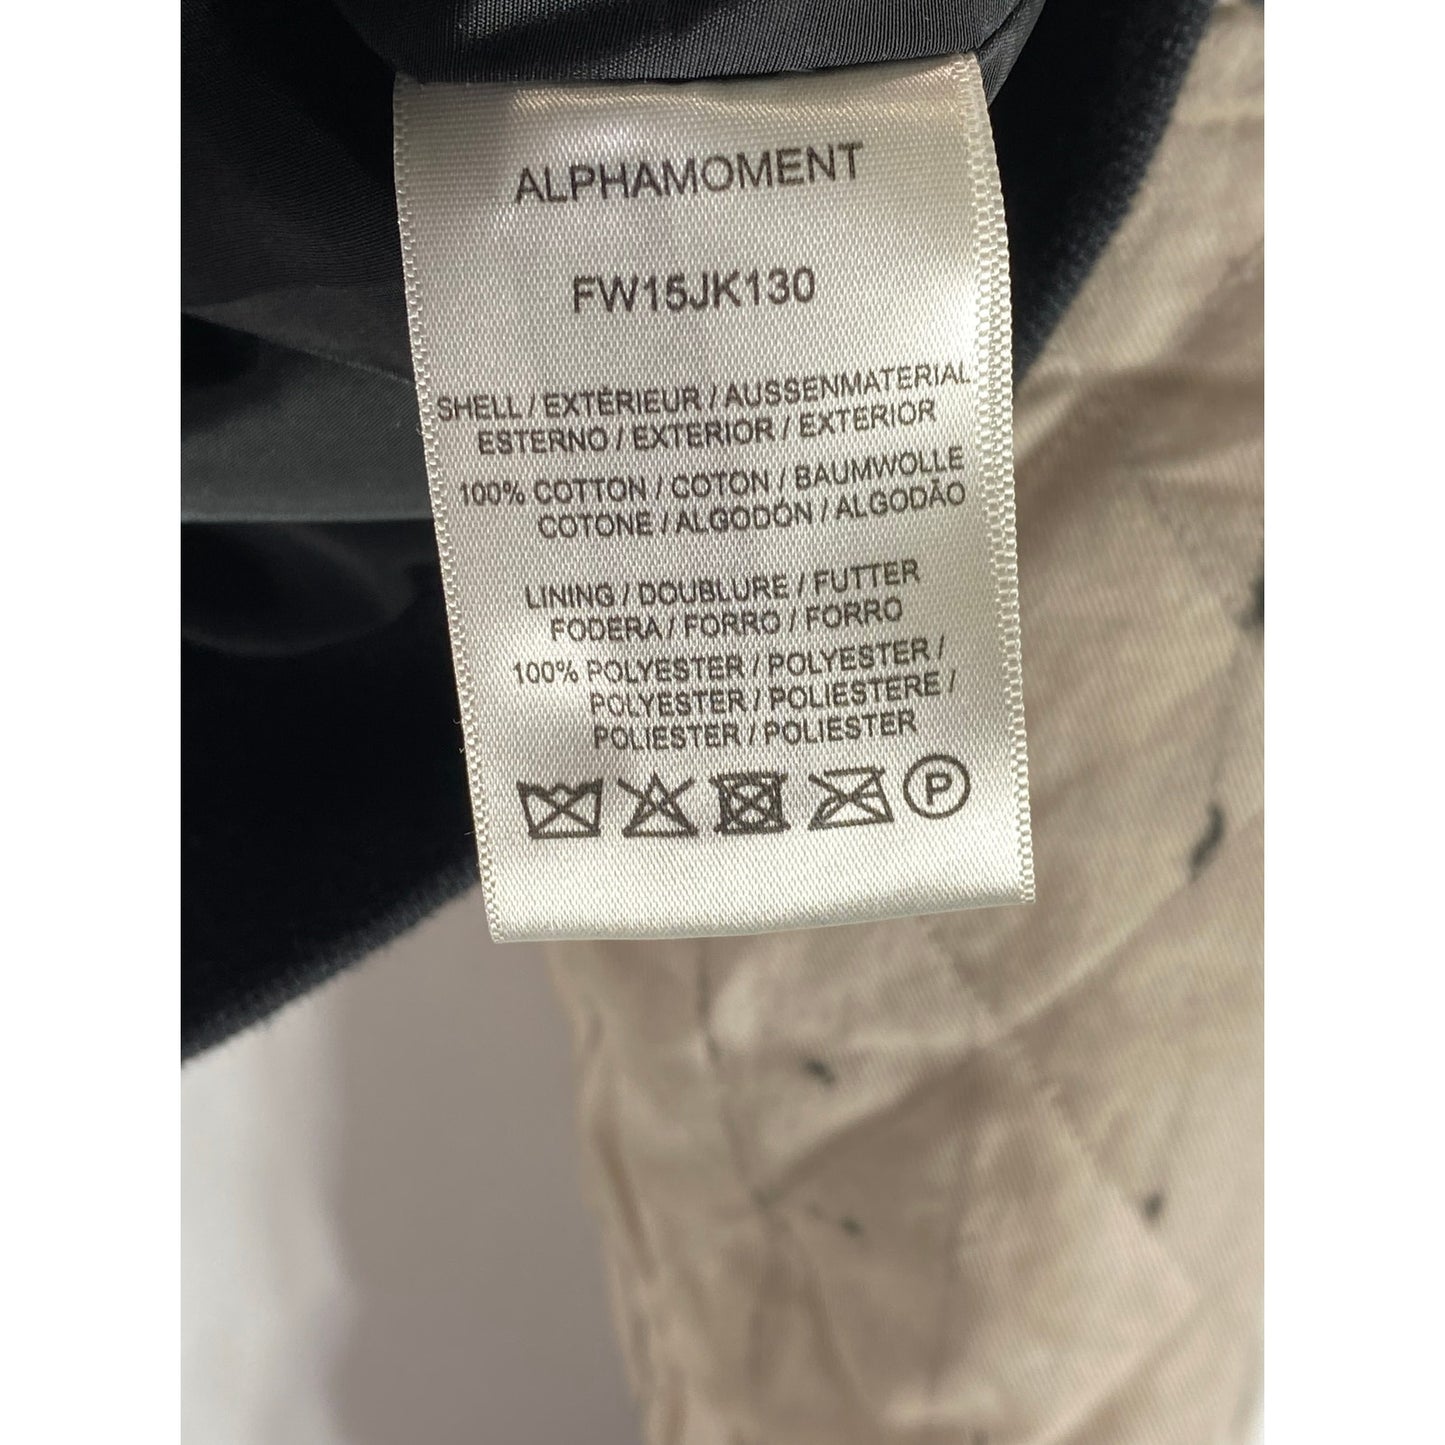 ALPHAMOMENT
FW15JK130
SHELL / EXTÉRIEUR / AUSSENMATERIAL
ESTERNO / EXTERIOR / EXTERIOR
100% COTTON / COTON / BAUMWOLLE
COTONE / ALGODÓN / ALGODÃO
LINING / DOUBLURE / FUTTER
FODERA / FORRO / FORRO
100% POLYESTER / POLYESTER /
POLYESTER / POLIESTERE /
POLIESTER / POLIESTER
P